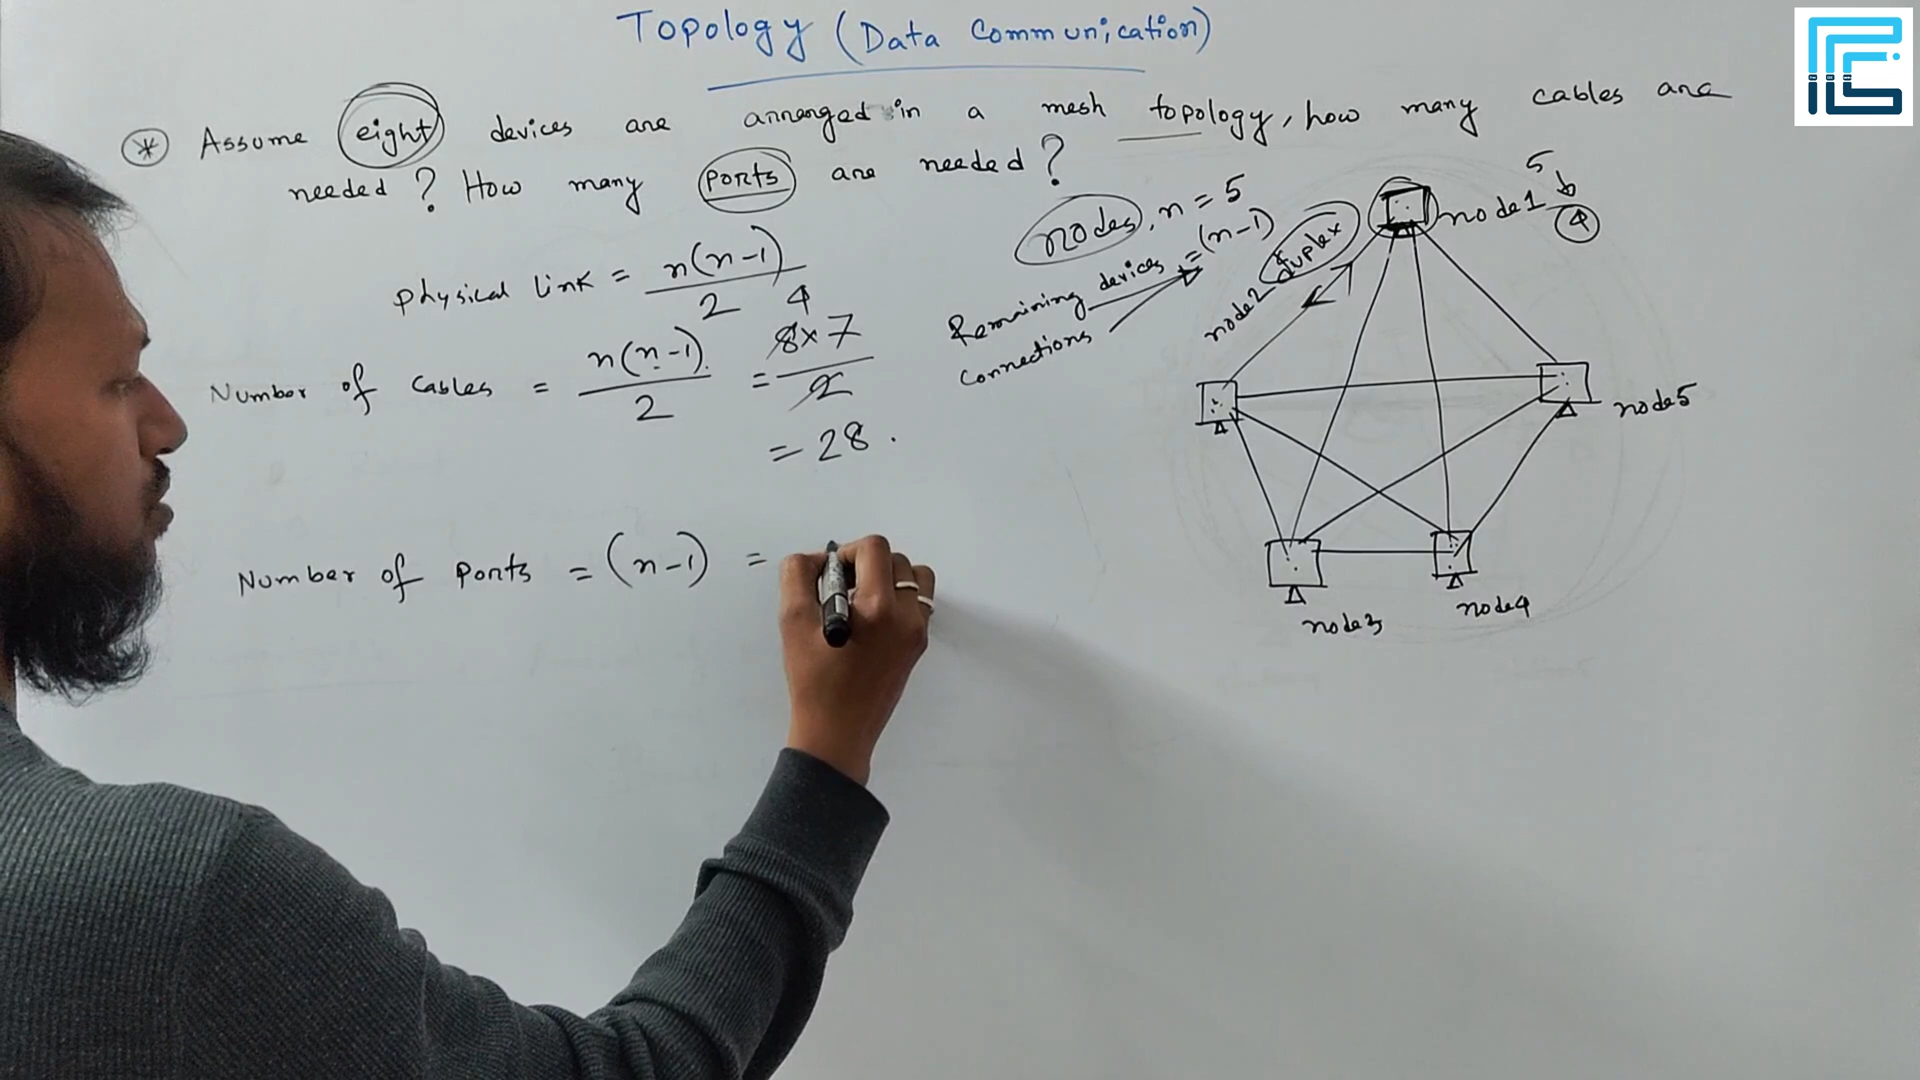 Topology (Data Communication)
* Assume eight devices are arranged in a mesh topology, how many cables are
needed? How many ports are needed?
physical link = n(n-1)/2
Number of cables = n(n-1)/2 = 8x7/2
4
= 28.
Number of ports = (n-1) =
nodes, n = 5
Remaining devices = (n-1)
connections
duplex
node1
5
4
node2
node5
node3
node4